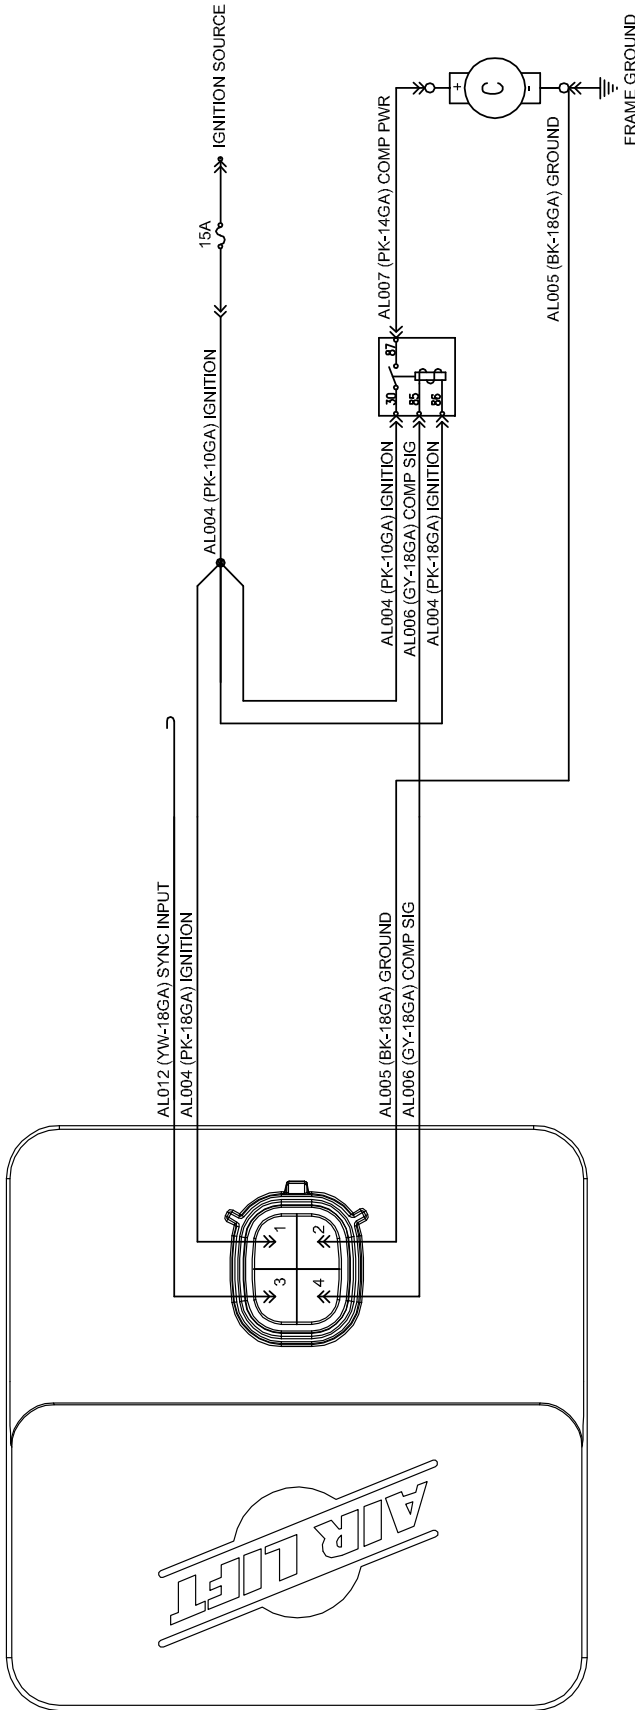 IGNITION SOURCE
15A
AL004 (PK-10GA) IGNITION
AL012 (YW-18GA) SYNC INPUT
AL004 (PK-18GA) IGNITION
AL007 (PK-14GA) COMP PWR
+
C
-
FRAME GROUND
AL005 (BK-18GA) GROUND
87
30
85
86
AL004 (PK-10GA) IGNITION
AL006 (GY-18GA) COMP SIG
AL004 (PK-18GA) IGNITION
AL005 (BK-18GA) GROUND
AL006 (GY-18GA) COMP SIG
3
1
4
2
AIR LIFT